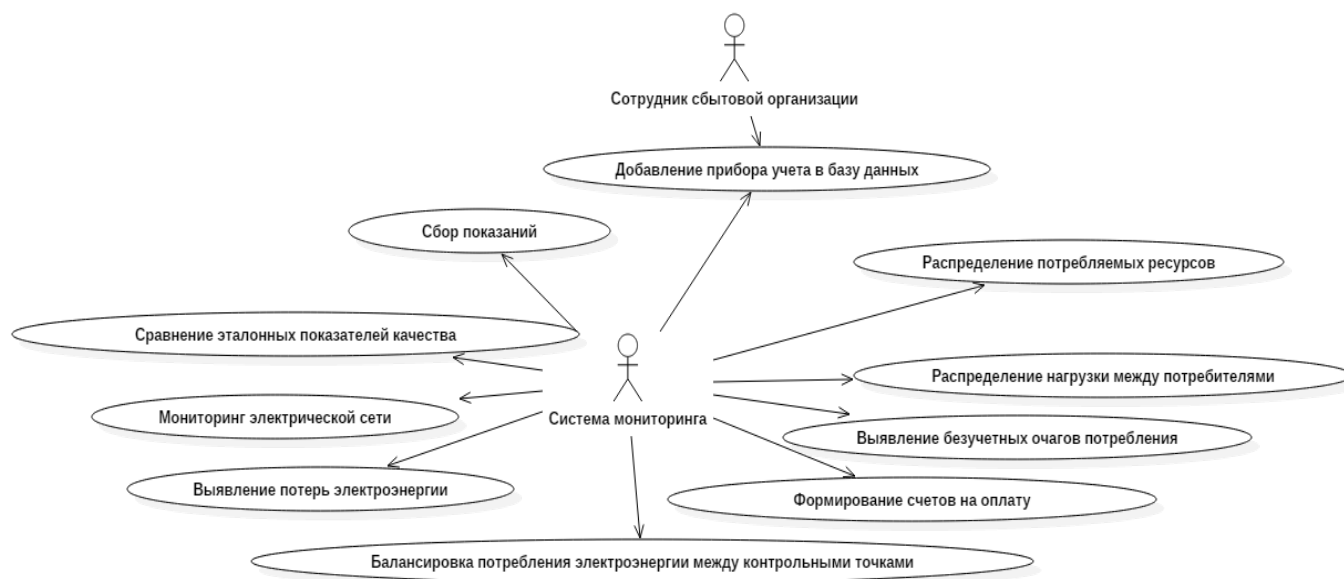 Сотрудник сбытовой организации
Добавление прибора учета в базу данных
Сбор показаний
Распределение потребляемых ресурсов
Сравнение эталонных показателей качества
Распределение нагрузки между потребителями
Мониторинг электрической сети
Система мониторинга
Выявление безучетных очагов потребления
Выявление потерь электроэнергии
Формирование счетов на оплату
Балансировка потребления электроэнергии между контрольными точками